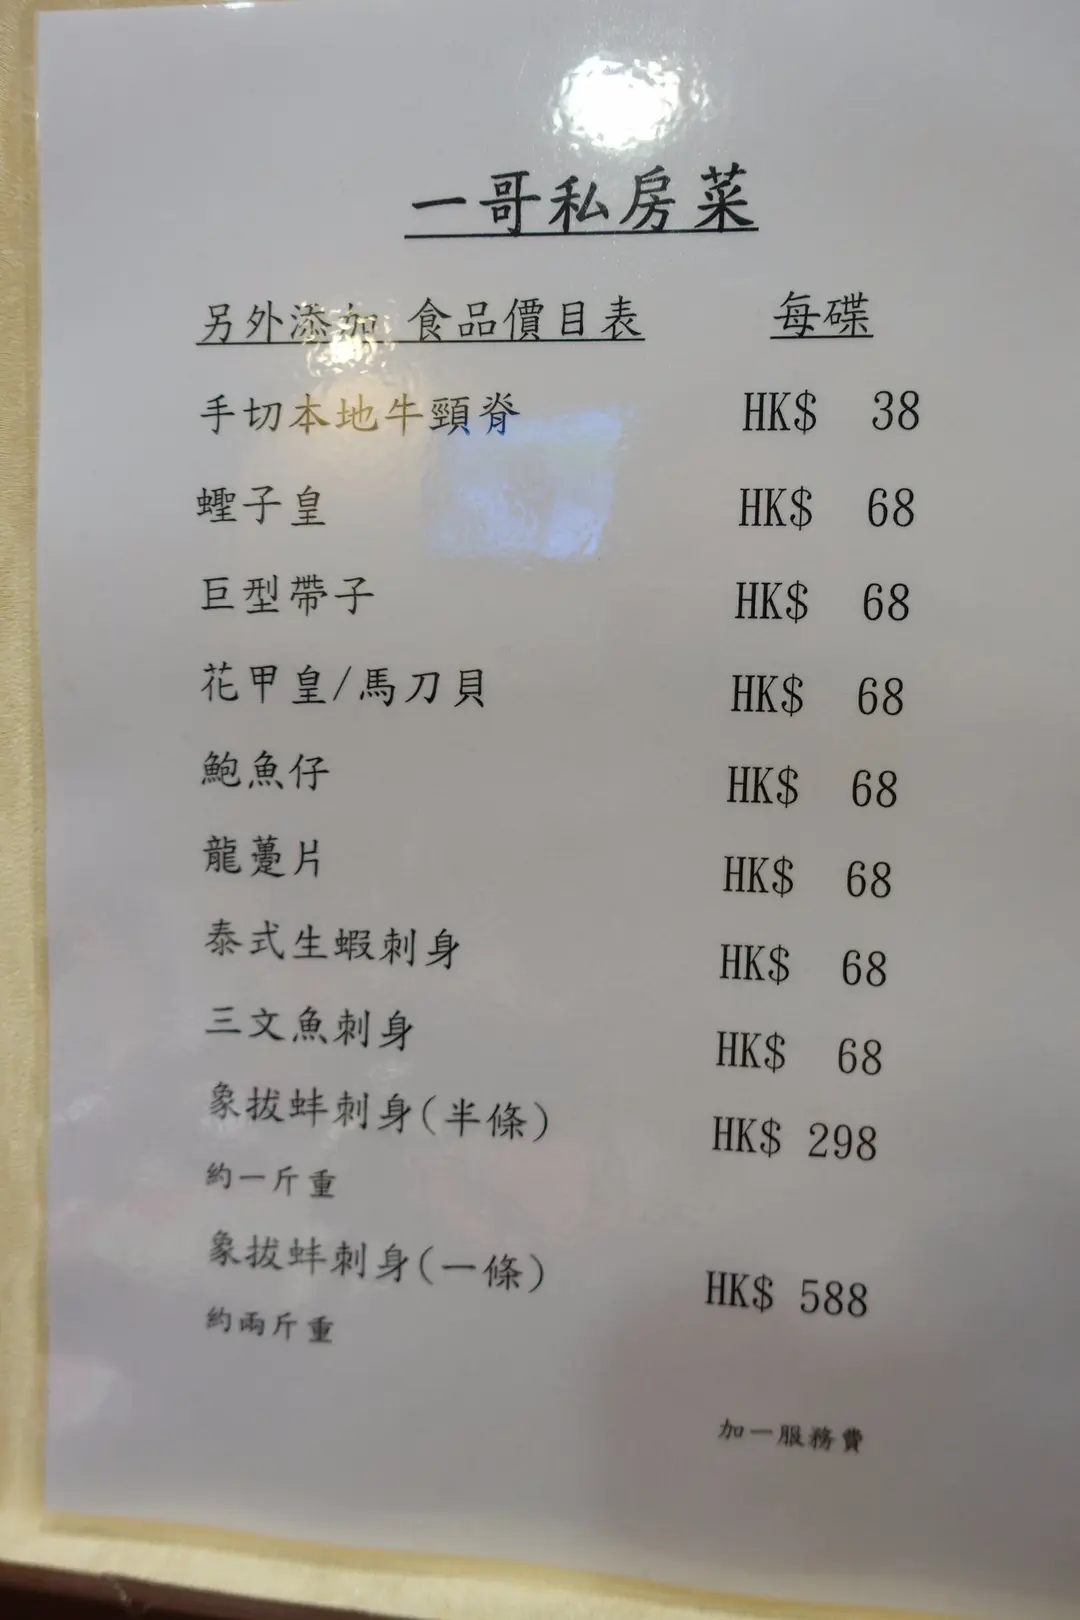 一哥私房菜
另外添加 食品價目表 每碟
手切本地牛頸脊 HK$ 38
蟶子皇 HK$ 68
巨型帶子 HK$ 68
花甲皇/馬刀貝 HK$ 68
鮑魚仔 HK$ 68
龍躉片 HK$ 68
泰式生蝦刺身 HK$ 68
三文魚刺身 HK$ 68
象拔蚌刺身(半條) HK$ 298
約一斤重
象拔蚌刺身(一條) HK$ 588
約兩斤重
加一服務費